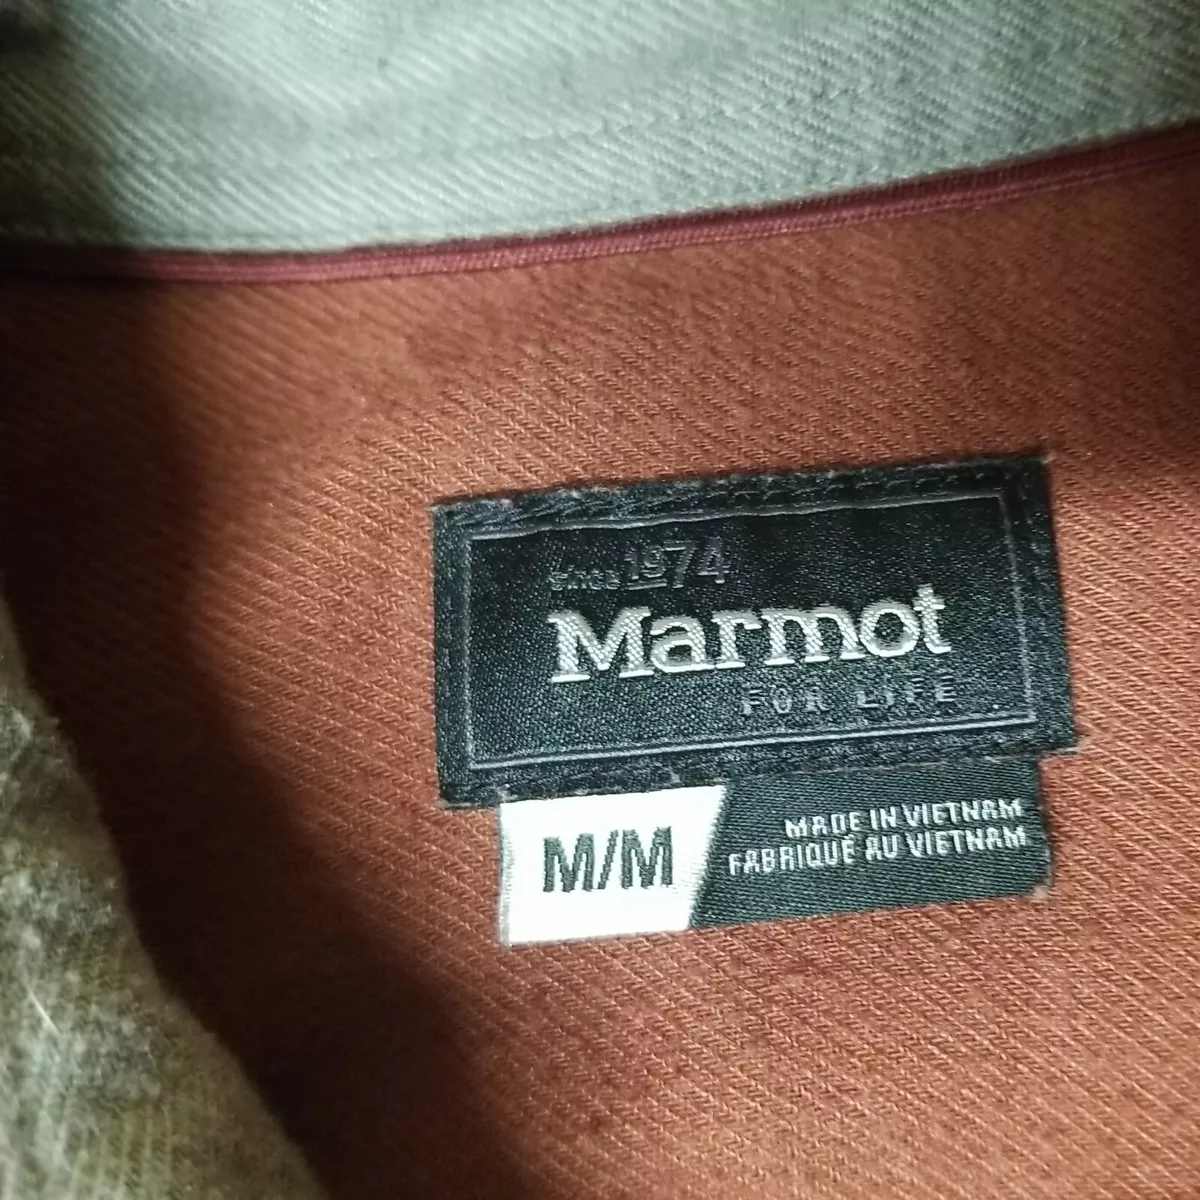 SINCE 1974
Marmot
FOR LIFE
M/M
MADE IN VIETNAM
FABRIQUÉ AU VIETNAM